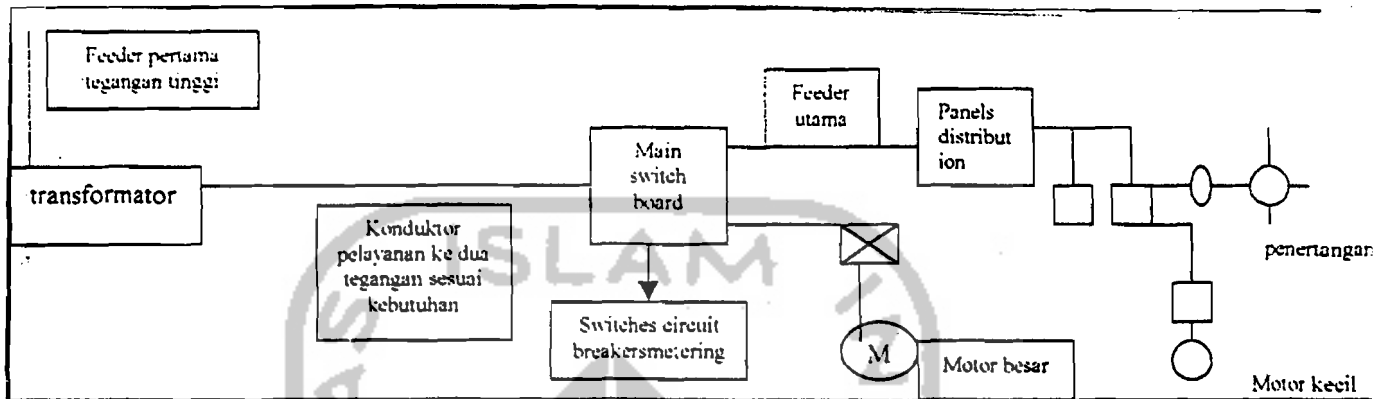 Feeder pertama
tegangan tinggi
transformator
Konduktor
pelayanan ke dua
tegangan sesuai
kebutuhan
Main
switch
board
Switches circuit
breakersmetering
Feeder
utama
Panels
distribut
ion
M
Motor besar
penerangan
Motor kecil
ISLAM